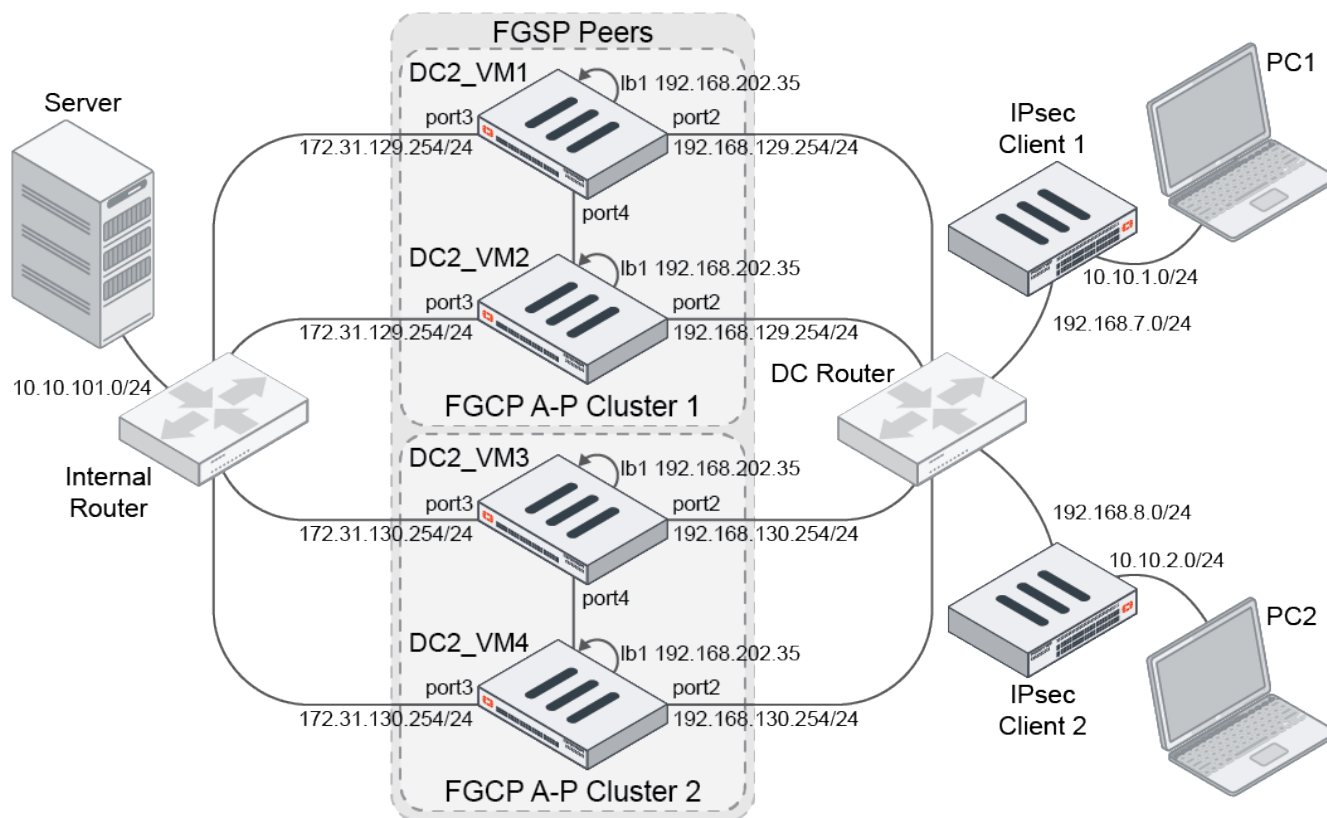 FGSP Peers
DC2_VM1
lb1 192.168.202.35
port3
port2
172.31.129.254/24
192.168.129.254/24
port4
DC2_VM2
lb1 192.168.202.35
port3
port2
172.31.129.254/24
192.168.129.254/24
FGCP A-P Cluster 1
DC2_VM3
lb1 192.168.202.35
port3
port2
172.31.130.254/24
192.168.130.254/24
port4
DC2_VM4
lb1 192.168.202.35
port3
port2
172.31.130.254/24
192.168.130.254/24
FGCP A-P Cluster 2
Server
10.10.101.0/24
Internal
Router
DC Router
IPsec
Client 1
PC1
10.10.1.0/24
192.168.7.0/24
192.168.8.0/24
10.10.2.0/24
IPsec
Client 2
PC2